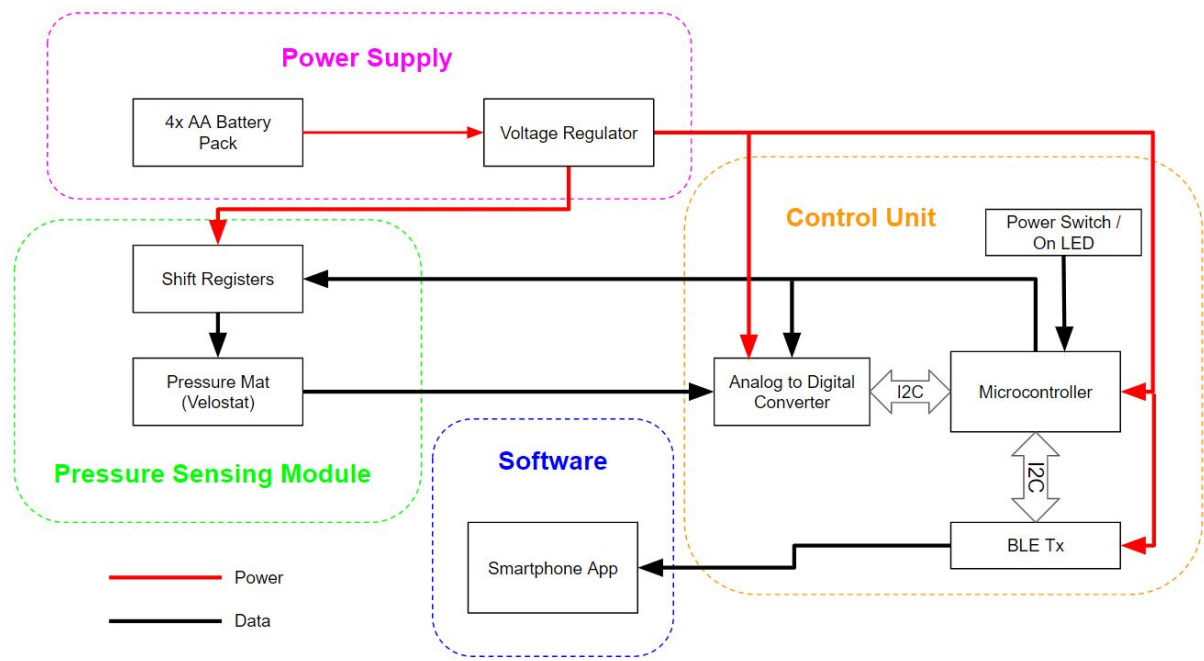 Power Supply
4x AA Battery
Pack
Voltage Regulator
Control Unit
Power Switch /
On LED
Shift Registers
Pressure Mat
(Velostat)
Analog to Digital
Converter
I2C
Microcontroller
Pressure Sensing Module
Software
I2C
Smartphone App
BLE Tx
Power
Data